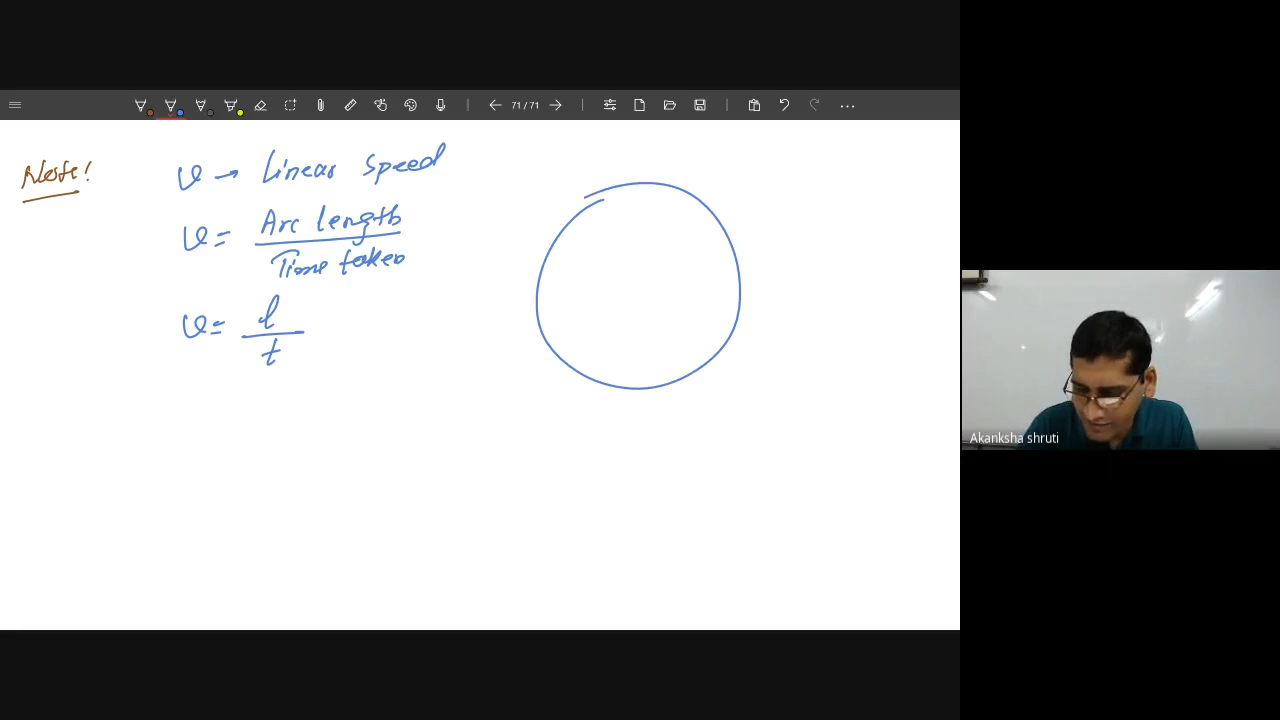 71 / 71
Note!
v → Linear speed
v = Arc length
Time taken
v = l
t
Akanksha shruti